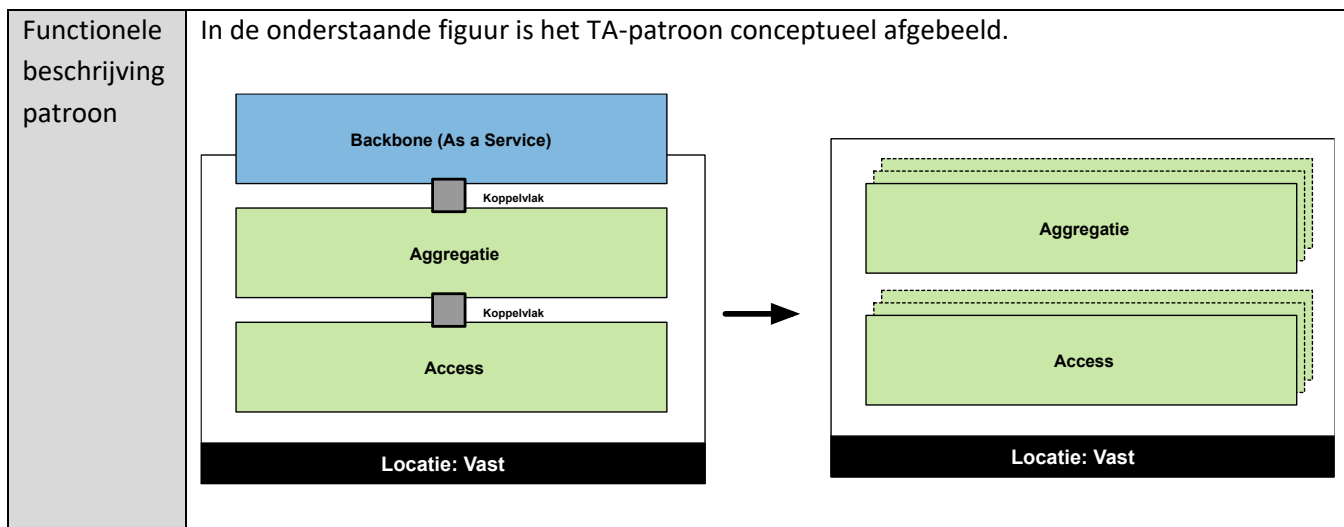 Functionele
beschrijving
patroon
In de onderstaande figuur is het TA-patroon conceptueel afgebeeld.
Backbone (As a Service)
Koppelvlak
Aggregatie
Koppelvlak
Access
Locatie: Vast
Aggregatie
Access
Locatie: Vast